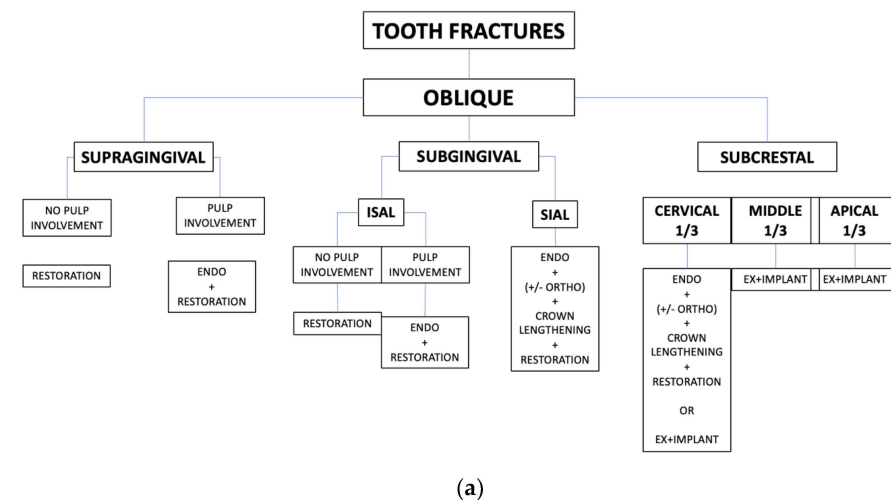 TOOTH FRACTURES
OBLIQUE
SUPRAGINGIVAL
SUBGINGIVAL
SUBCRESTAL
NO PULP
INVOLVEMENT
PULP
INVOLVEMENT
RESTORATION
ENDO
+
RESTORATION
ISAL
SIAL
NO PULP
INVOLVEMENT
PULP
INVOLVEMENT
RESTORATION
ENDO
+
RESTORATION
ENDO
+
(+/- ORTHO)
+
CROWN
LENGTHENING
+
RESTORATION
CERVICAL
1/3
MIDDLE
1/3
APICAL
1/3
ENDO
+
(+/- ORTHO)
+
CROWN
LENGTHENING
+
RESTORATION
OR
EX+IMPLANT
EX+IMPLANT
EX+IMPLANT
(a)